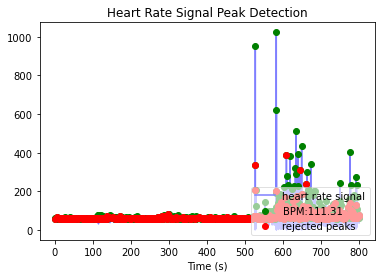 Heart Rate Signal Peak Detection
1000
800
600
400
200
0
heart rate signal
BPM:111.31
rejected peaks
0 100 200 300 400 500 600 700 800
Time (s)